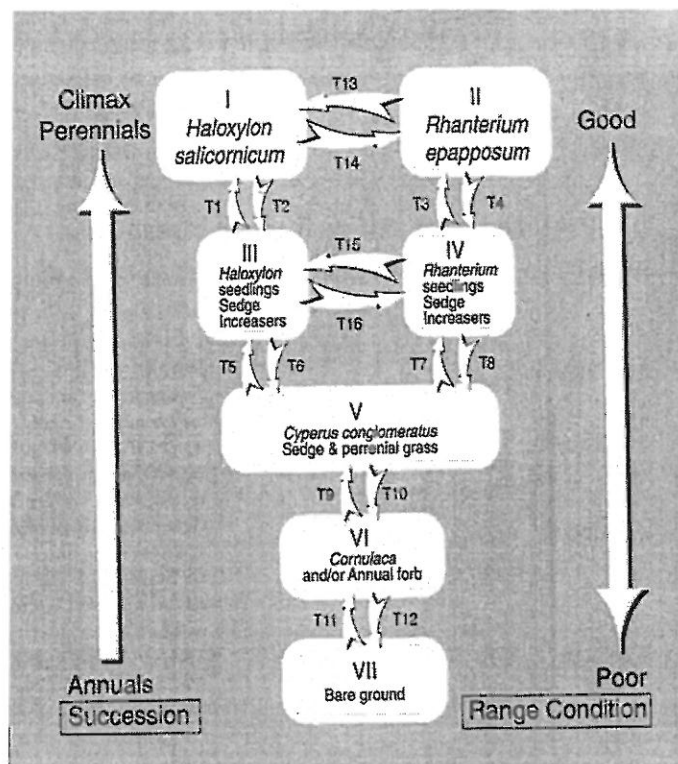 Climax
Perennials
I
Haloxylon
salicornicum
T13
T14
II
Rhanterium
epapposum
Good
T1
T2
T3
T4
III
Haloxylon
seedlings
Sedge
Increasers
T15
T16
IV
Rhanterium
seedlings
Sedge
Increasers
T5
T6
T7
T8
V
Cyperus conglomeratus
Sedge & perrenial grass
T9
T10
VI
Cornulaca
and/or Annual forb
T11
T12
VII
Bare ground
Annuals
Succession
Poor
Range Condition